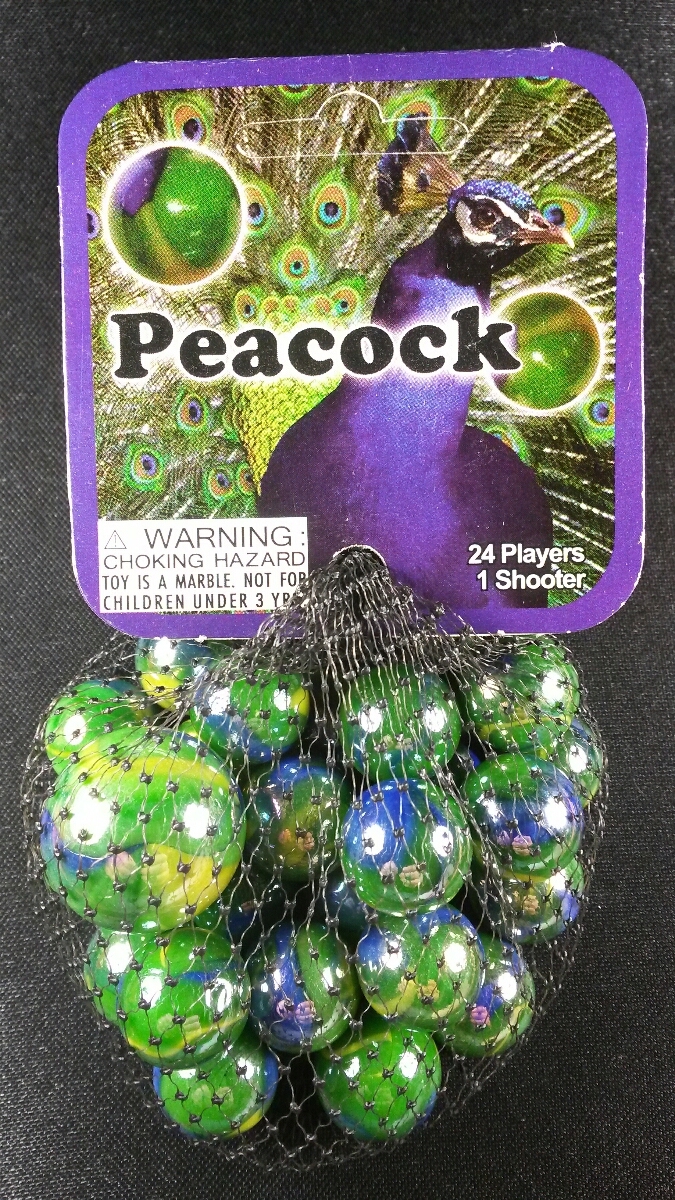 Peacock
⚠ WARNING :
CHOKING HAZARD
TOY IS A MARBLE. NOT FOR
CHILDREN UNDER 3
24 Players
1 Shooter